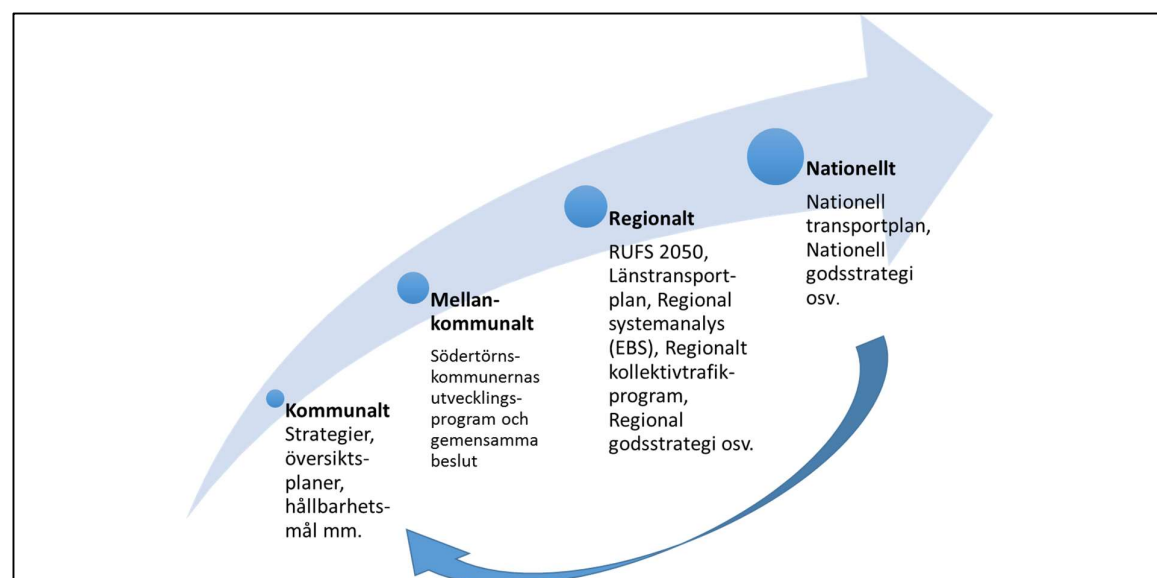 Kommunalt
Strategier,
översikts-
planer,
hållbarhets-
mål mm.
Mellan-
kommunalt
Södertörns-
kommunernas
utvecklings-
program och
gemensamma
beslut
Regionalt
RUFS 2050,
Länstransport-
plan, Regional
systemanalys
(EBS), Regionalt
kollektivtrafik-
program,
Regional
godsstrategi osv.
Nationellt
Nationell
transportplan,
Nationell
godsstrategi
osv.